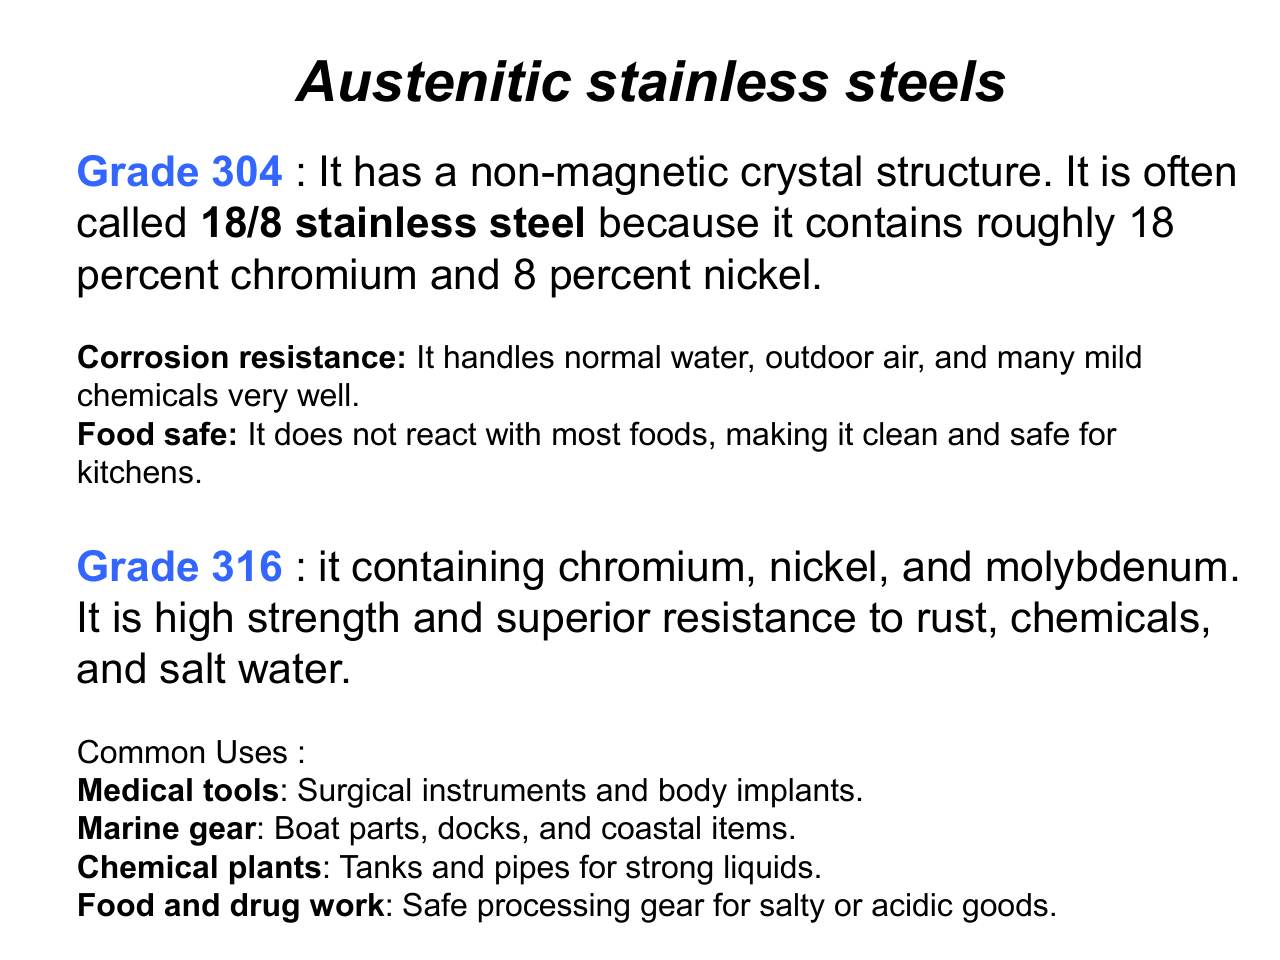 Austenitic stainless steels
Grade 304 : It has a non-magnetic crystal structure. It is often
called 18/8 stainless steel because it contains roughly 18
percent chromium and 8 percent nickel.
Corrosion resistance: It handles normal water, outdoor air, and many mild
chemicals very well.
Food safe: It does not react with most foods, making it clean and safe for
kitchens.
Grade 316 : it containing chromium, nickel, and molybdenum.
It is high strength and superior resistance to rust, chemicals,
and salt water.
Common Uses :
Medical tools: Surgical instruments and body implants.
Marine gear: Boat parts, docks, and coastal items.
Chemical plants: Tanks and pipes for strong liquids.
Food and drug work: Safe processing gear for salty or acidic goods.